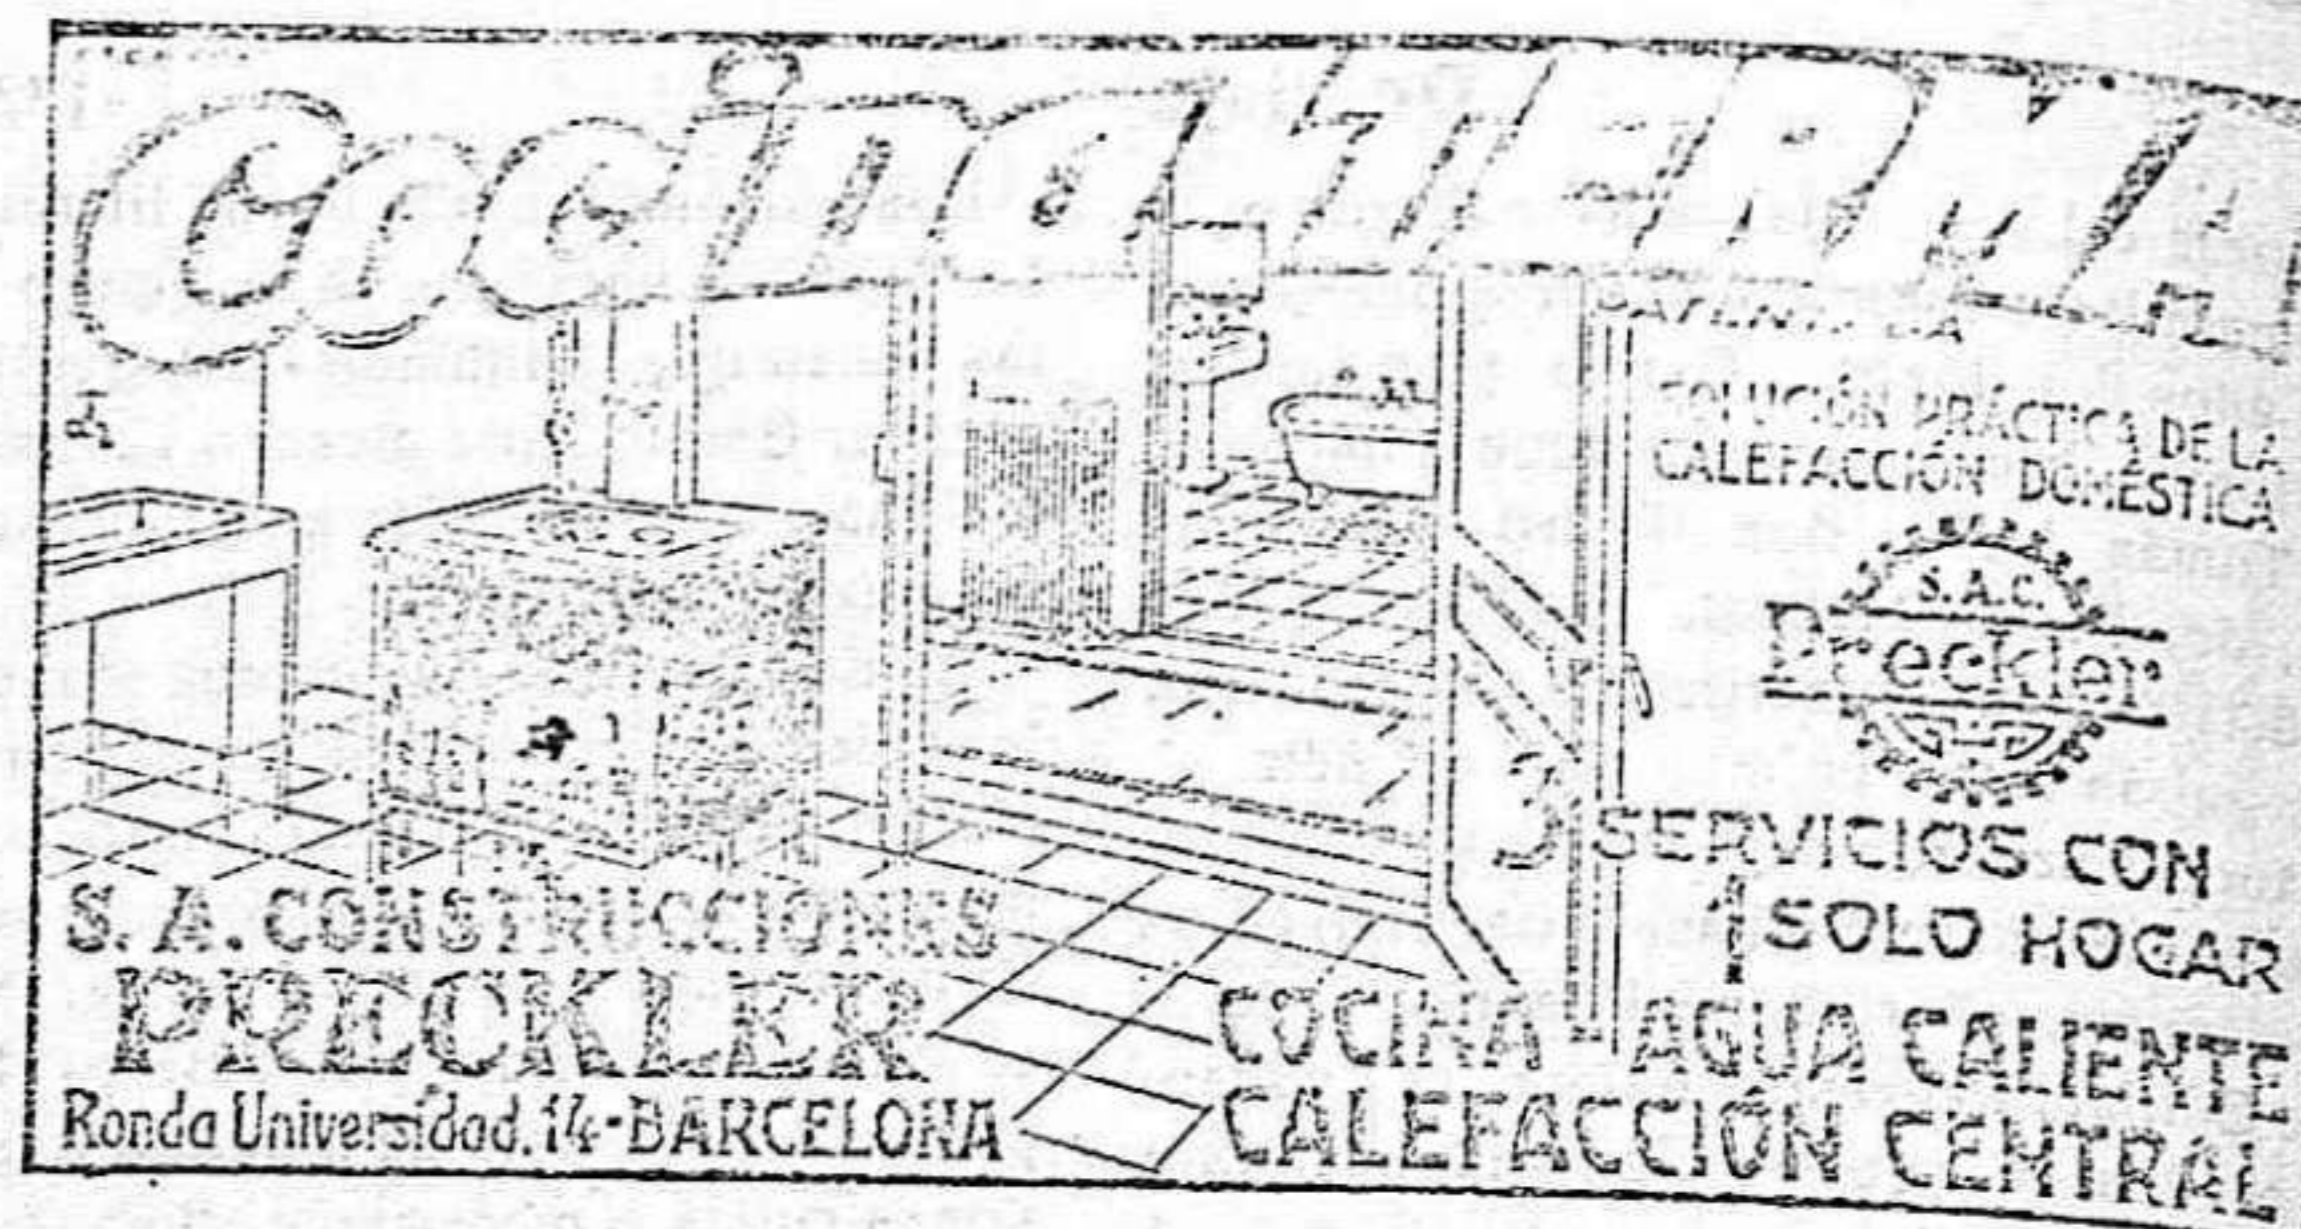 Cocina TERMA
PATENTADA
SOLUCIÓN PRÁCTICA DE LA
CALEFACCIÓN DOMÉSTICA
S.A.C.
Preckler
3 SERVICIOS CON
1 SOLO HOGAR
COCINA - AGUA CALIENTE
CALEFACCIÓN CENTRAL
S. A. CONSTRUCCIONES
PRECKLER
Ronda Universidad, 14-BARCELONA